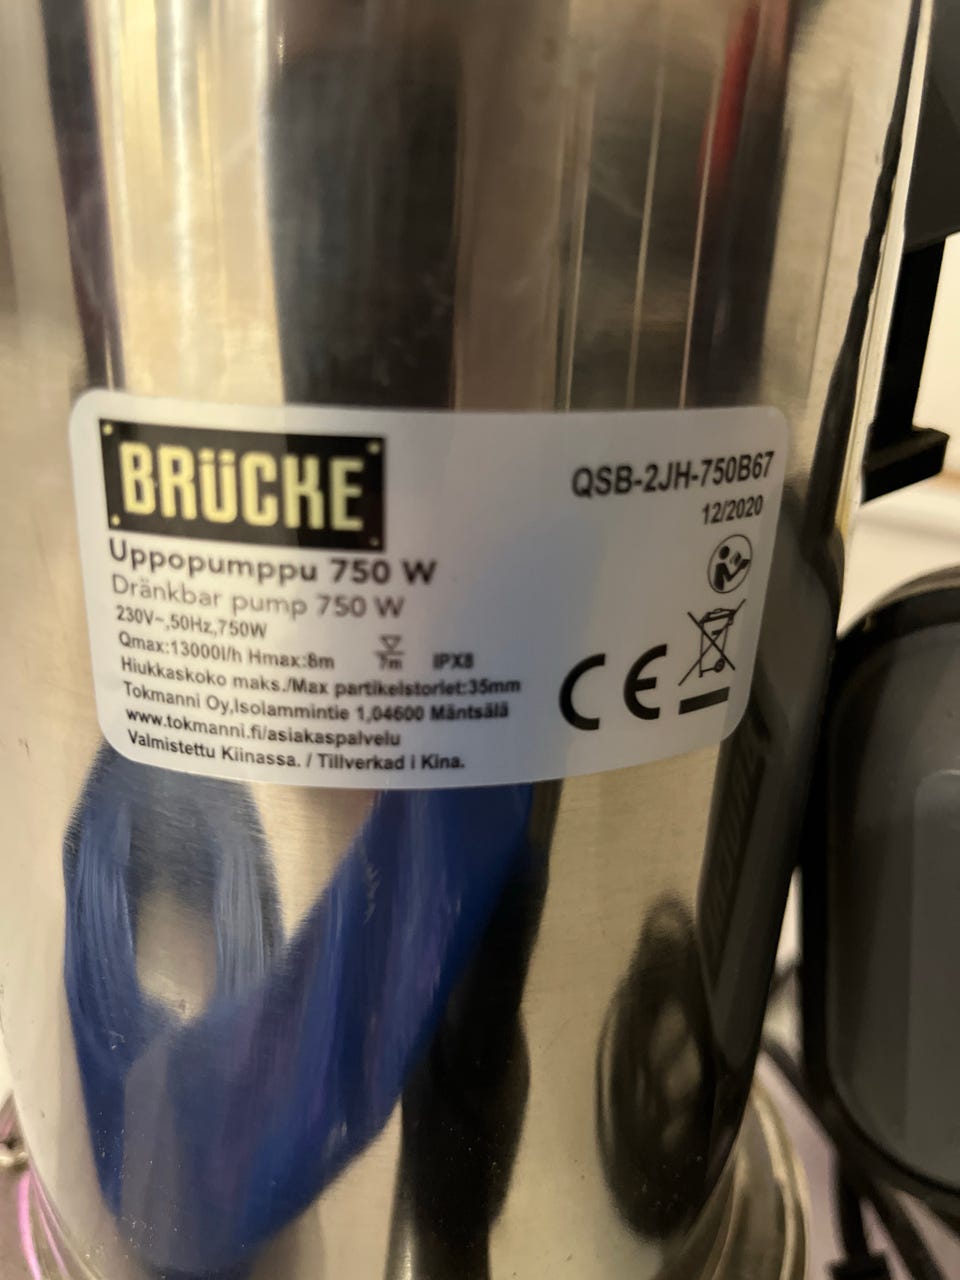 BRÜCKE
QSB-2JH-750B67
12/2020
Uppopumppu 750 W
Dränkbar pump 750 W
230V~,50Hz,750W
Qmax:13000l/h Hmax:8m 7m IPX8
Hiukkaskoko maks./Max partikelstorlet:35mm
Tokmanni Oy,Isolammintie 1,04600 Mäntsälä
www.tokmanni.fi/asiakaspalvelu
Valmistettu Kiinassa. / Tillverkad i Kina.
CE